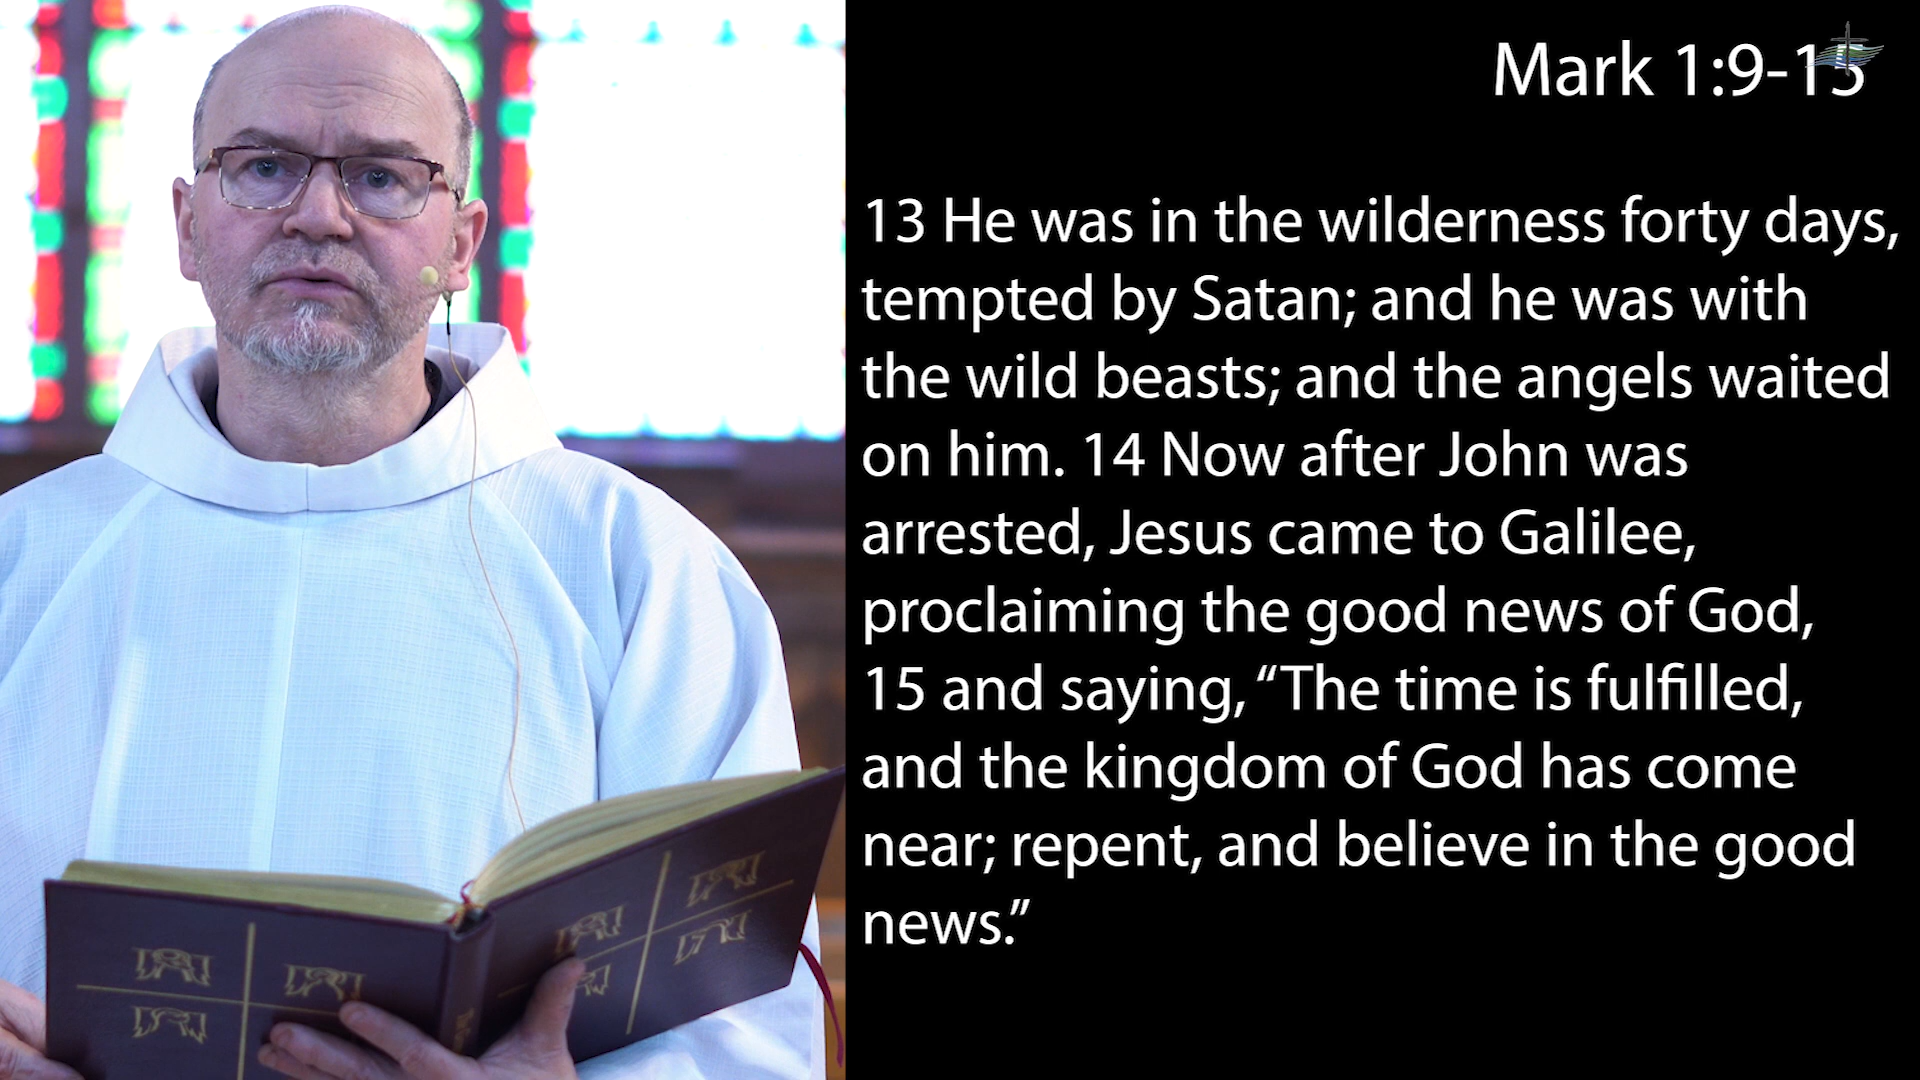 Mark 1:9-15
13 He was in the wilderness forty days,
tempted by Satan; and he was with
the wild beasts; and the angels waited
on him. 14 Now after John was
arrested, Jesus came to Galilee,
proclaiming the good news of God,
15 and saying, “The time is fulfilled,
and the kingdom of God has come
near; repent, and believe in the good
news.”